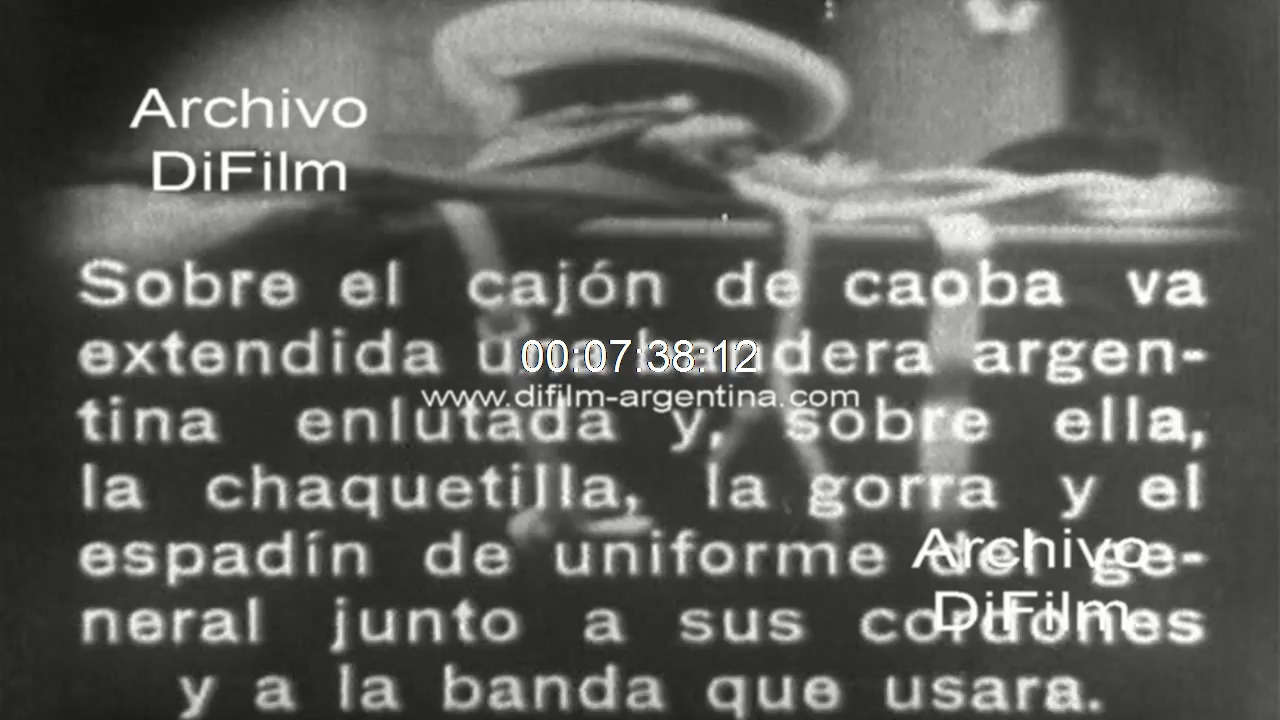 Archivo
DiFilm
Sobre el cajón de caoba va
extendida una bandera argen-
00:07:38:12
www.difilm-argentina.com
tina enlutada y, sobre ella,
la chaquetilla, la gorra y el
espadín de uniforme del ge-
Archivo
neral junto a sus cordones
DiFilm
y a la banda que usara.